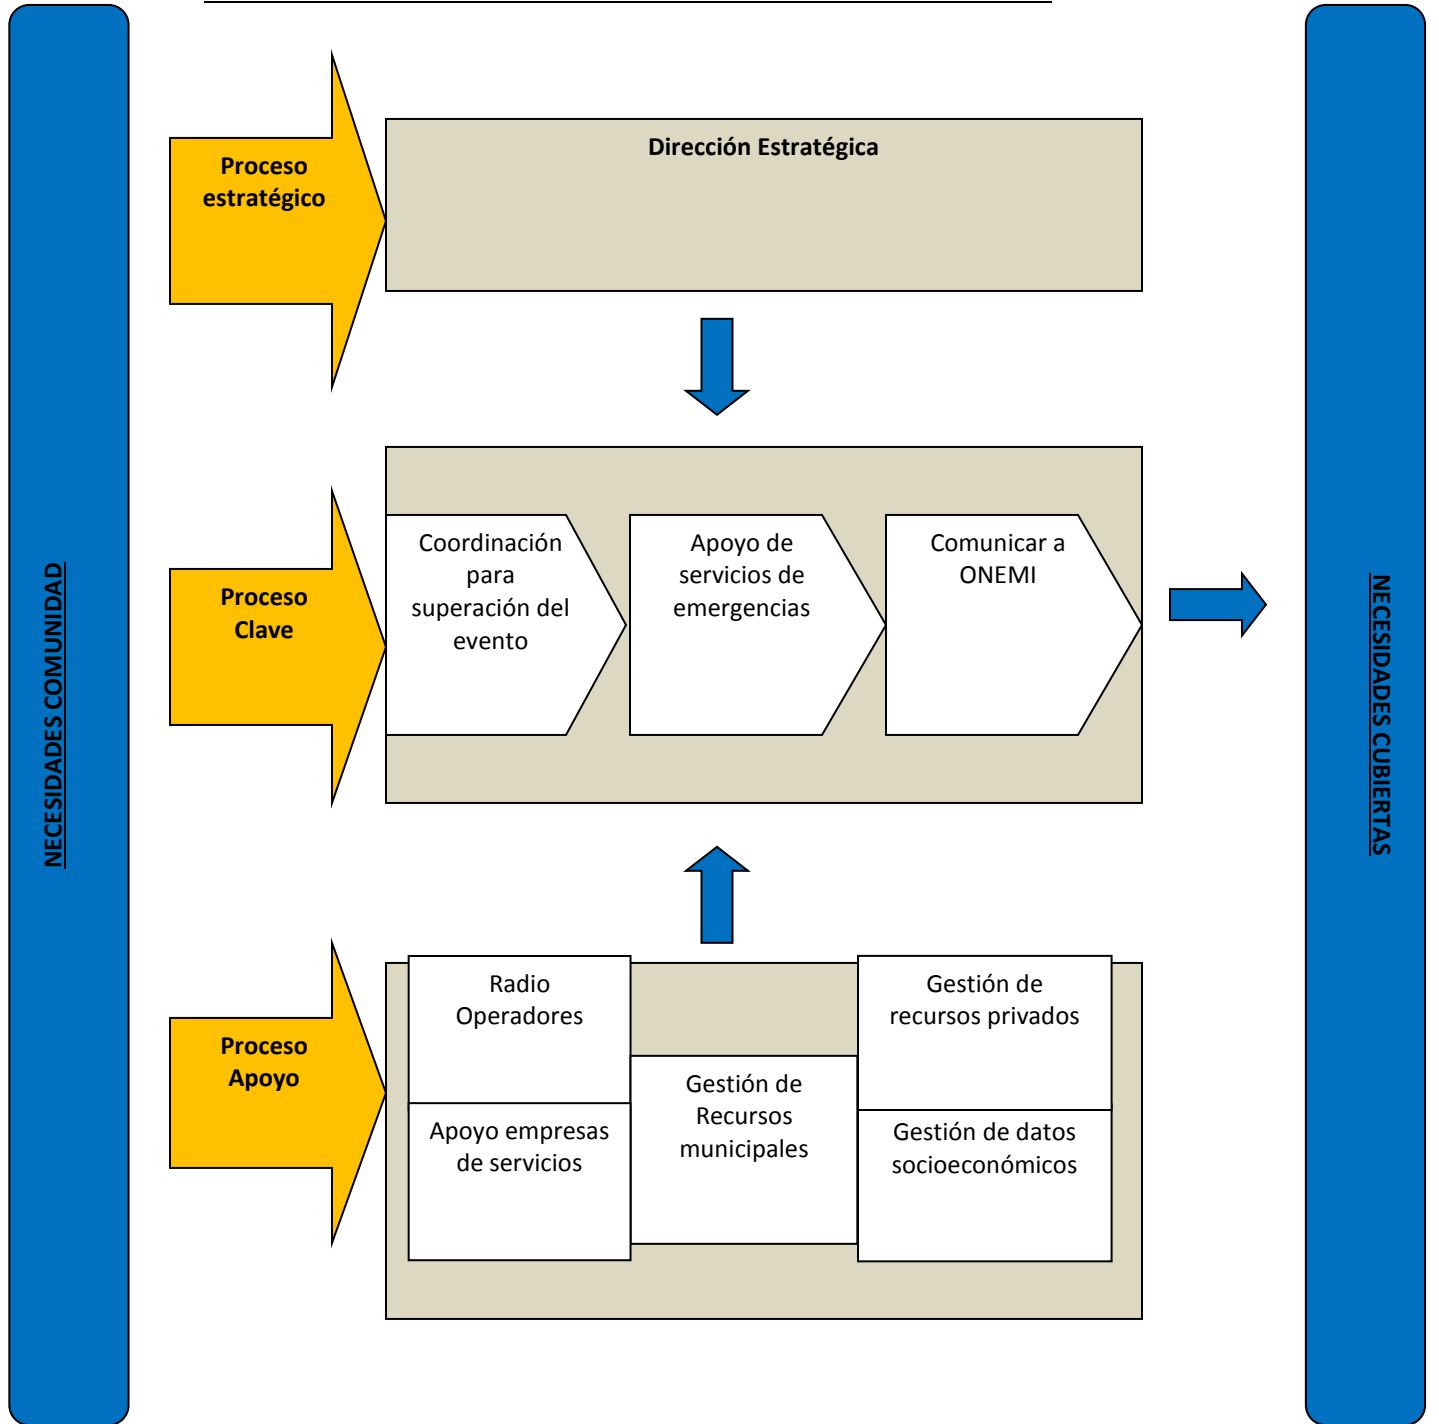 NECESIDADES COMUNIDAD
Proceso
estratégico
Dirección Estratégica
Proceso
Clave
Coordinación
para
superación del
evento
Apoyo de
servicios de
emergencias
Comunicar a
ONEMI
Proceso
Apoyo
Radio
Operadores
Apoyo empresas
de servicios
Gestión de
Recursos
municipales
Gestión de
recursos privados
Gestión de datos
socioeconómicos
NECESIDADES CUBIERTAS